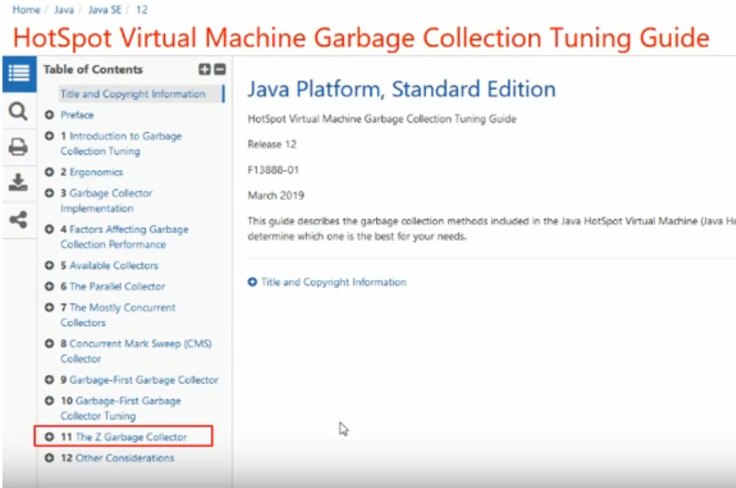 Home / Java / Java SE / 12
HotSpot Virtual Machine Garbage Collection Tuning Guide
Table of Contents
Title and Copyright Information
Preface
1 Introduction to Garbage
Collection Tuning
2 Ergonomics
3 Garbage Collector
Implementation
4 Factors Affecting Garbage
Collection Performance
5 Available Collectors
6 The Parallel Collector
7 The Mostly Concurrent
Collectors
8 Concurrent Mark Sweep (CMS)
Collector
9 Garbage-First Garbage Collector
10 Garbage-First Garbage
Collector Tuning
11 The Z Garbage Collector
12 Other Considerations
Java Platform, Standard Edition
HotSpot Virtual Machine Garbage Collection Tuning Guide
Release 12
F13888-01
March 2019
This guide describes the garbage collection methods included in the Java HotSpot Virtual Machine (Java H
determine which one is the best for your needs.
Title and Copyright Information